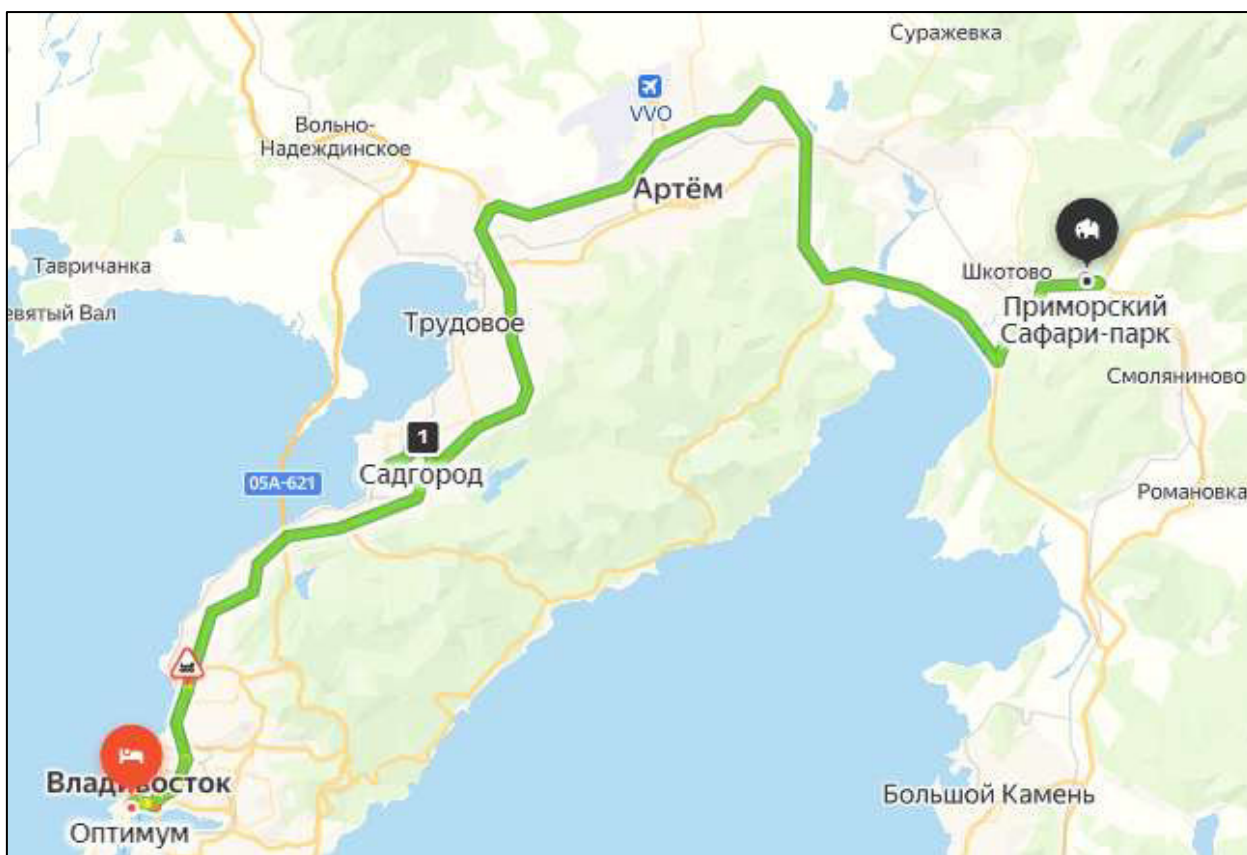 Суражевка
VVO
Вольно-
Надеждинское
Артём
Тавричанка
Шкотово
евятый Вал
Трудовое
Приморский
Сафари-парк
Смоляниново
1
Садгород
05А-621
Романовка
Владивосток
Большой Камень
Оптимум